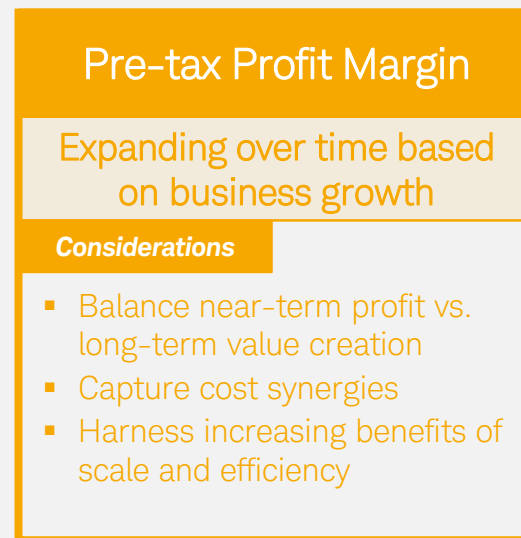 Pre-tax Profit Margin
Expanding over time based
on business growth
Considerations
▪ Balance near-term profit vs.
long-term value creation
▪ Capture cost synergies
▪ Harness increasing benefits of
scale and efficiency